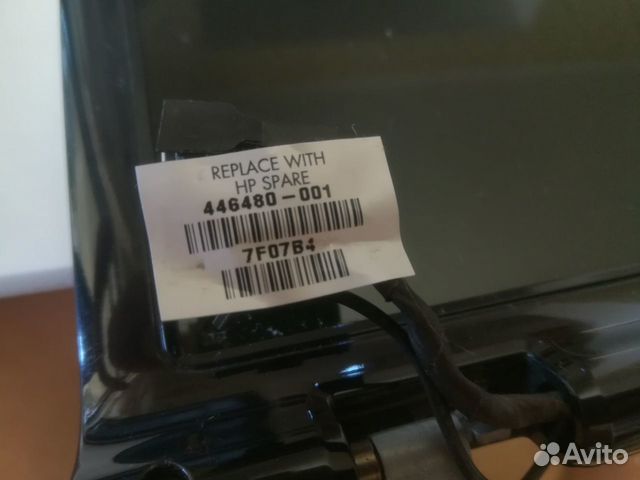 REPLACE WITH
HP SPARE
446480-001
7F07B4
Avito